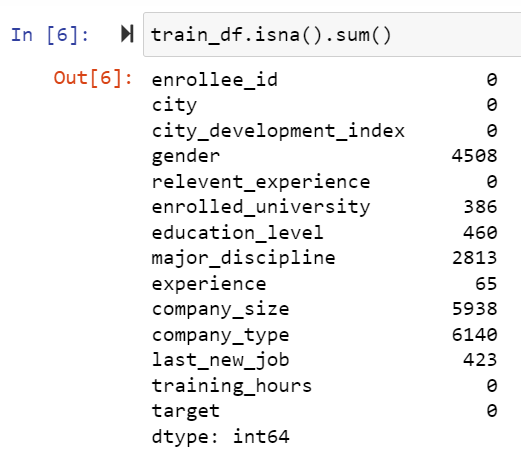 In [6]: train_df.isna().sum()
Out[6]: enrollee_id 0
city 0
city_development_index 0
gender 4508
relevent_experience 0
enrolled_university 386
education_level 460
major_discipline 2813
experience 65
company_size 5938
company_type 6140
last_new_job 423
training_hours 0
target 0
dtype: int64